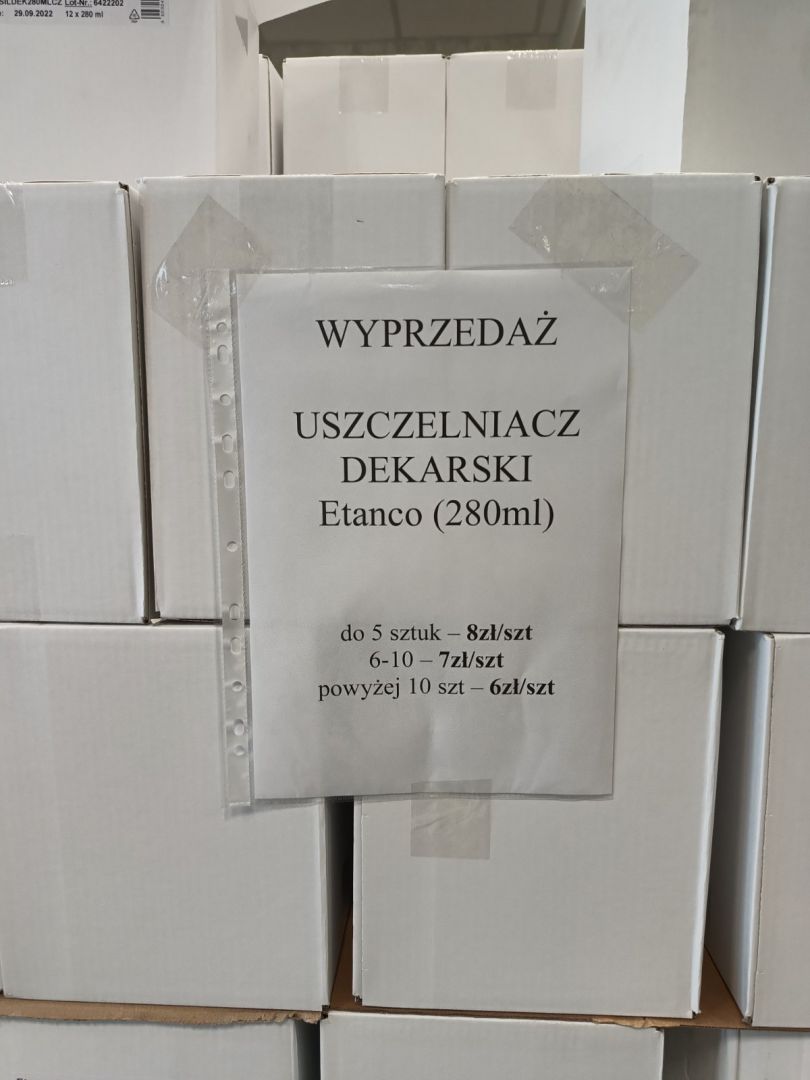 SILDEK280MLCZ Lot-Nr.: 6422202
29.09.2022 12 x 280 ml
WYPRZEDAŻ
USZCZELNIACZ
DEKARSKI
Etanco (280ml)
do 5 sztuk – 8zł/szt
6-10 – 7zł/szt
powyżej 10 szt – 6zł/szt